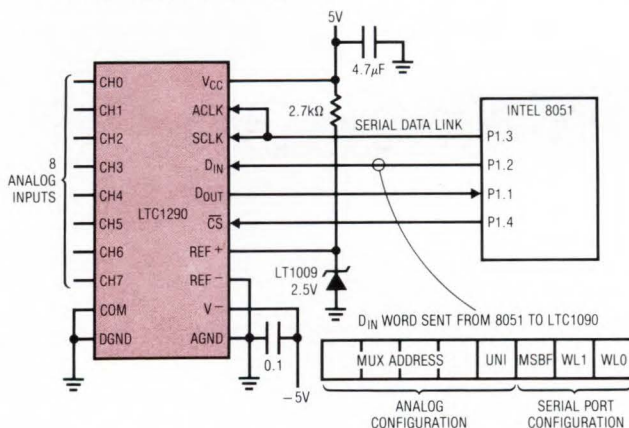 5V
4.7μF
2.7kΩ
8
ANALOG
INPUTS
CH0
CH1
CH2
CH3
CH4
CH5
CH6
CH7
COM
DGND
LTC1290
VCC
ACLK
SCLK
DIN
DOUT
CS
REF+
REF−
V−
AGND
SERIAL DATA LINK
INTEL 8051
P1.3
P1.2
P1.1
P1.4
LT1009
2.5V
0.1
−5V
DIN WORD SENT FROM 8051 TO LTC1090
MUX ADDRESS UNI MSBF WL1 WL0
ANALOG
CONFIGURATION
SERIAL PORT
CONFIGURATION